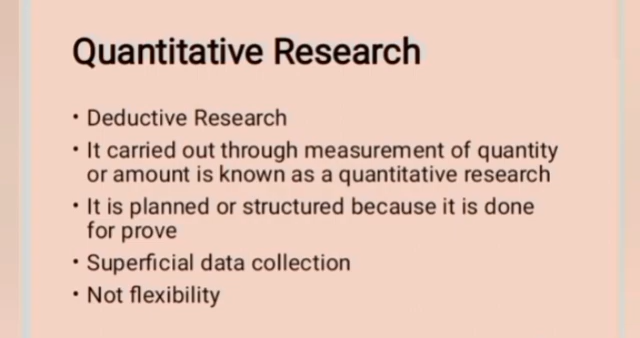 Quantitative Research
• Deductive Research
• It carried out through measurement of quantity
or amount is known as a quantitative research
• It is planned or structured because it is done
for prove
• Superficial data collection
• Not flexibility